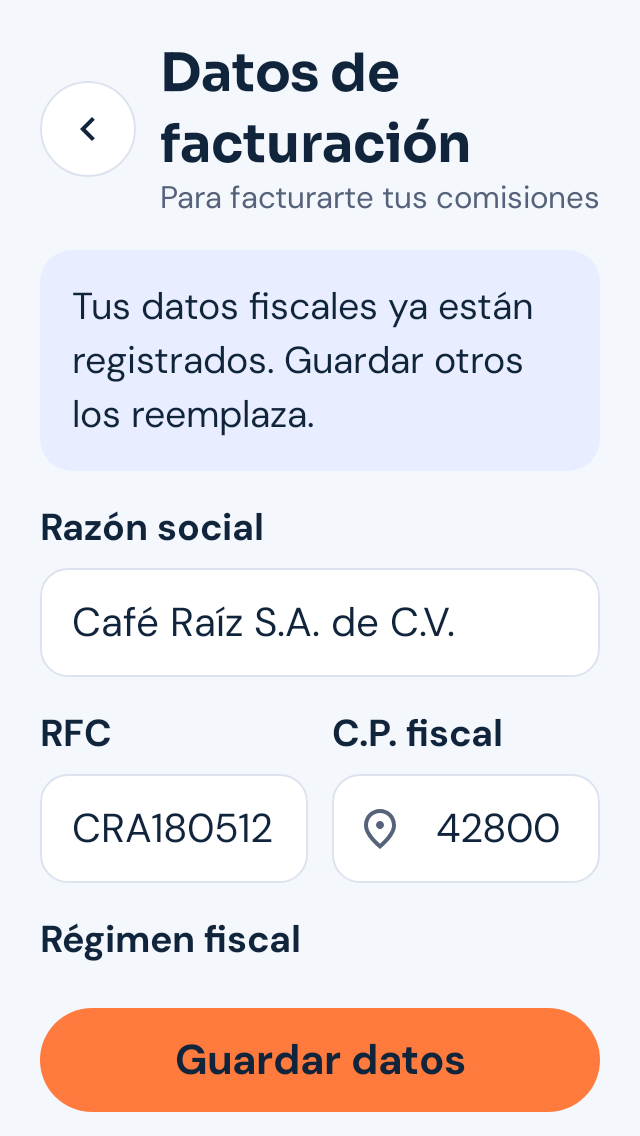 Datos de
facturación
Para facturarte tus comisiones
Tus datos fiscales ya están
registrados. Guardar otros
los reemplaza.
Razón social
Café Raíz S.A. de C.V.
RFC
C.P. fiscal
CRA180512
42800
Régimen fiscal
Guardar datos